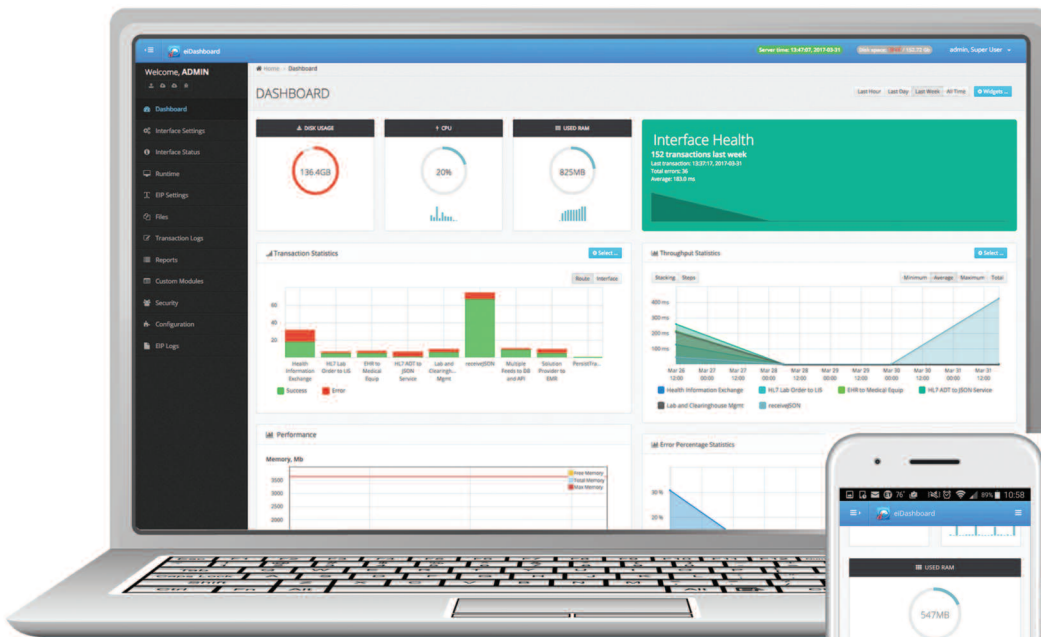 eiDashboard
Server time: 13:47:07, 2017-03-31
admin, Super User
Welcome, ADMIN
Home
Dashboard
DASHBOARD
Last Hour
Last Day
Last Week
All Time
Widgets ...
Dashboard
Interface Settings
Interface Status
Runtime
EIP Settings
Files
Transaction Logs
Reports
Custom Modules
Security
Configuration
EIP Logs
DISK USAGE
136.4GB
CPU
20%
USED RAM
825MB
Interface Health
152 transactions last week
Last transaction: 13:37:17, 2017-03-31
Total errors: 36
Average: 183.0 ms
Transaction Statistics
Select ...
Route
Interface
60
40
20
Health
Information
Exchange
HL7 Lab
Order to LIS
EHR to
Medical
Equip
HL7 ADT to
JSON
Service
Lab and
Clearingh...
Mgmt
receiveJSON
Multiple
Feeds to DB
and API
Solution
Provider to
EMR
PersistTra...
Success
Error
Throughput Statistics
Select ...
Stacking
Steps
Minimum
Average
Maximum
Total
400 ms
300 ms
200 ms
100 ms
Mar 26
12:00
Mar 27
00:00
Mar 27
12:00
Mar 28
00:00
Mar 28
12:00
Mar 29
00:00
Mar 29
12:00
Mar 30
00:00
Mar 30
12:00
Mar 31
00:00
Mar 31
12:00
Health Information Exchange
HL7 Lab Order to LIS
EHR to Medical Equip
HL7 ADT to JSON Service
Lab and Clearinghouse Mgmt
receiveJSON
Performance
Memory, Mb
3500
3000
2500
2000
Free Memory
Total Memory
Max Memory
Error Percentage Statistics
30 %
25 %
Tab
Caps Lock
Shift
Ctrl
Fn
Alt
Alt
76°
89%
10:58
eiDashboard
USED RAM
547MB